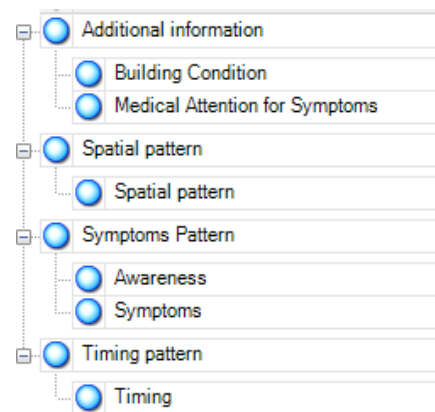 Additional information
Building Condition
Medical Attention for Symptoms
Spatial pattern
Spatial pattern
Symptoms Pattern
Awareness
Symptoms
Timing pattern
Timing